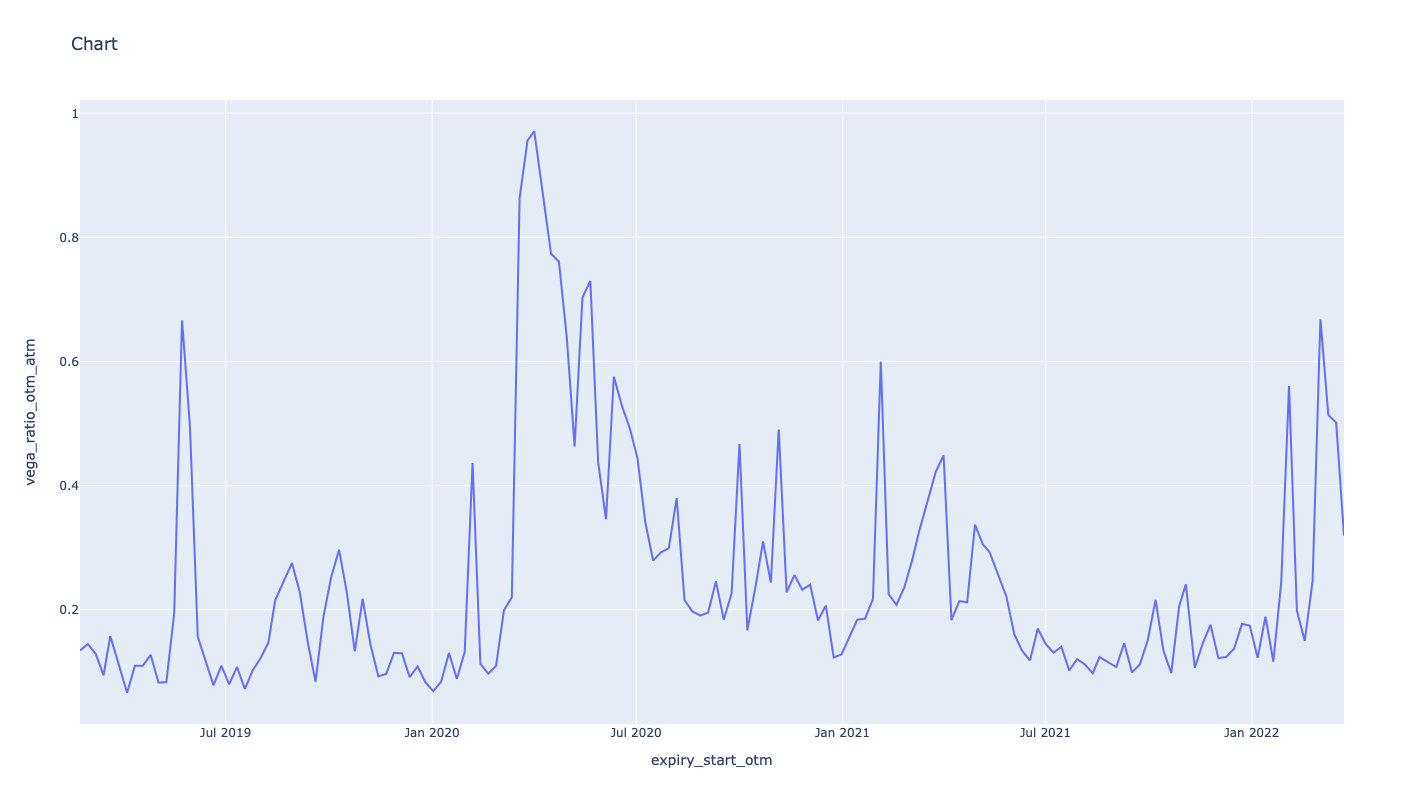 Chart
vega_ratio_otm_atm
1
0.8
0.6
0.4
0.2
Jul 2019
Jan 2020
Jul 2020
Jan 2021
Jul 2021
Jan 2022
expiry_start_otm